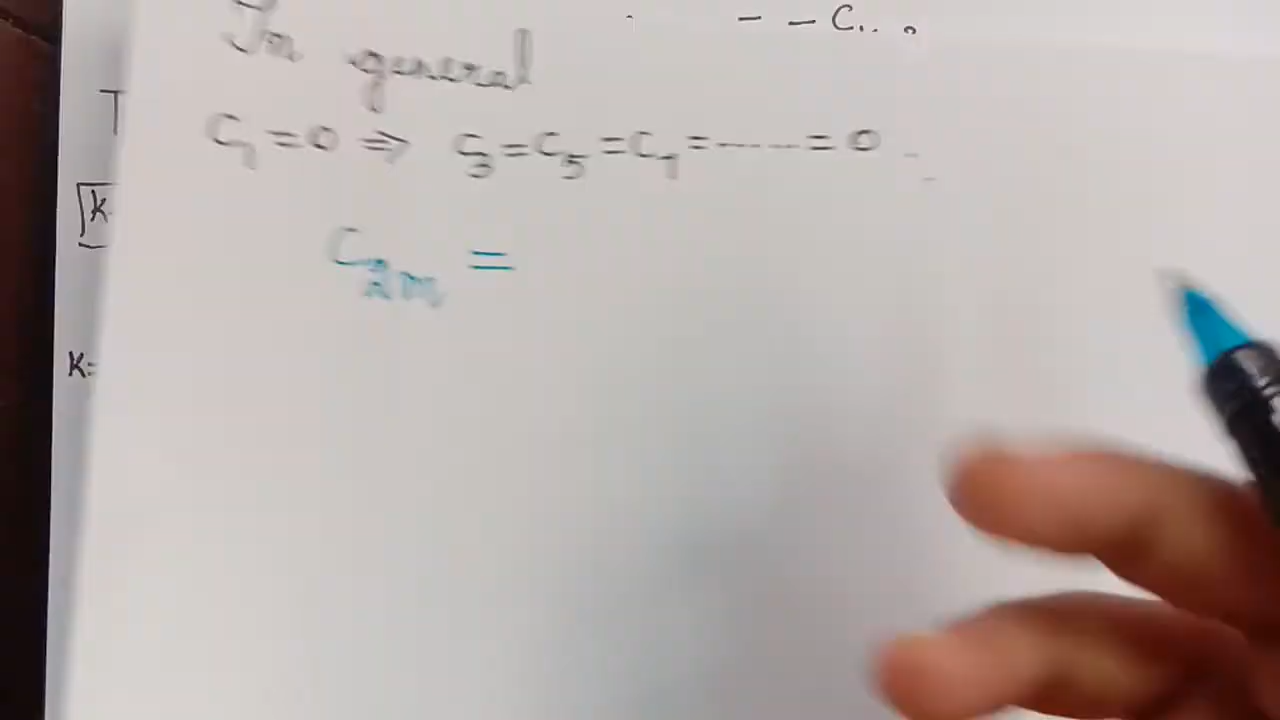 – – C..
In general
T
C₁ = 0 ⇒ C₃ = C₅ = C₇ = ...... = 0
K
C₂ₘ =
K=